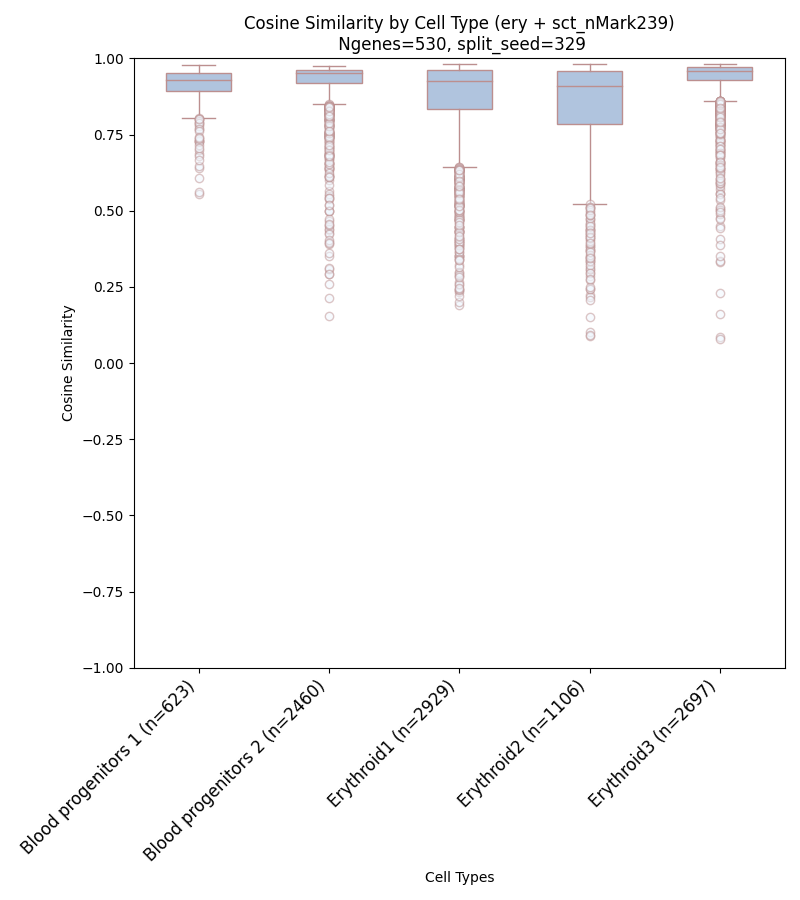 Cosine Similarity by Cell Type (ery + sct_nMark239)
Ngenes=530, split_seed=329
1.00
0.75
0.50
0.25
0.00
−0.25
−0.50
−0.75
−1.00
Cosine Similarity
Blood progenitors 1 (n=623)
Blood progenitors 2 (n=2460)
Erythroid1 (n=2929)
Erythroid2 (n=1106)
Erythroid3 (n=2697)
Cell Types